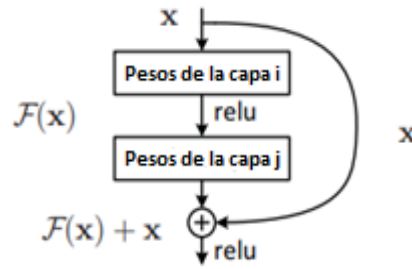 x
Pesos de la capa i
F(x)
relu
x
Pesos de la capa j
F(x) + x
+
relu